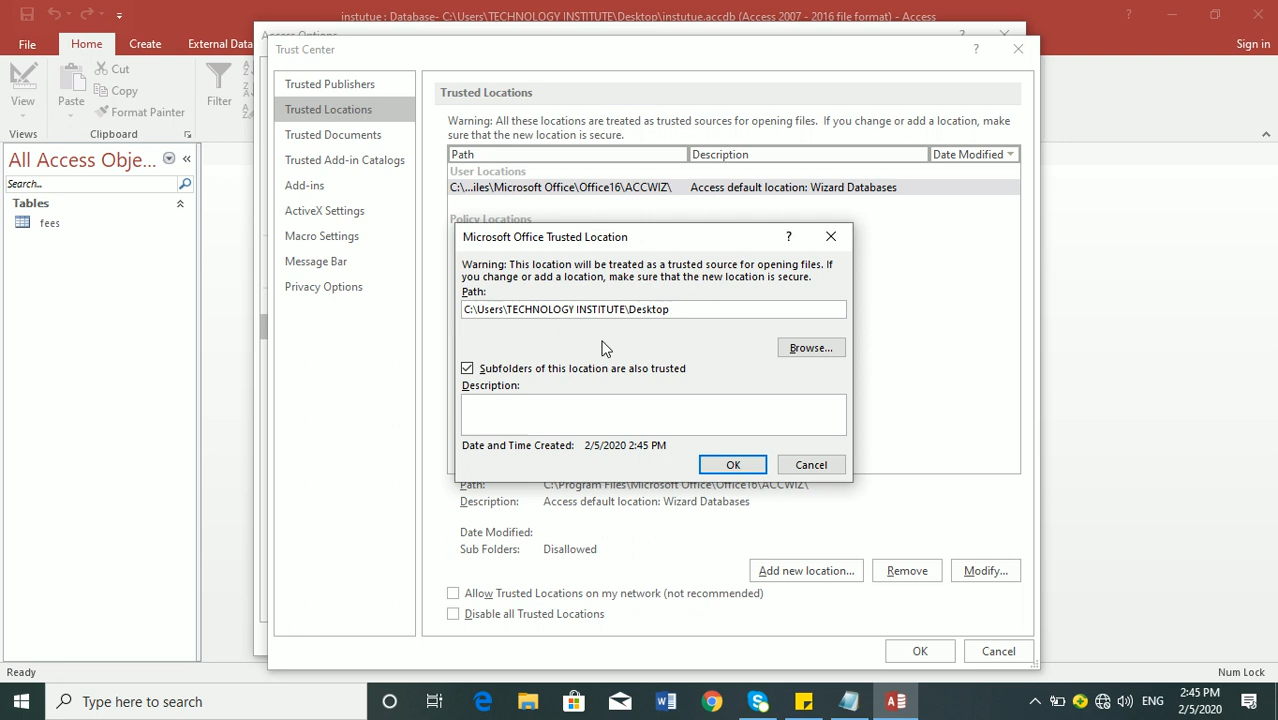 instutue : Database- C:\Users\TECHNOLOGY INSTITUTE\Desktop\instutue.accdb (Access 2007 - 2016 file format) - Access
File
Home
Create
External Data
Sign in
View
Paste
Cut
Copy
Format Painter
Filter
Views
Clipboard
All Access Obje...
Search...
Tables
fees
Access Options
Trust Center
Trusted Publishers
Trusted Locations
Trusted Documents
Trusted Add-in Catalogs
Add-ins
ActiveX Settings
Macro Settings
Message Bar
Privacy Options
Trusted Locations
Warning: All these locations are treated as trusted sources for opening files. If you change or add a location, make
sure that the new location is secure.
Path Description Date Modified
User Locations
C:\...iles\Microsoft Office\Office16\ACCWIZ\ Access default location: Wizard Databases
Policy Locations
Microsoft Office Trusted Location
Warning: This location will be treated as a trusted source for opening files. If
you change or add a location, make sure that the new location is secure.
Path:
C:\Users\TECHNOLOGY INSTITUTE\Desktop
Browse...
Subfolders of this location are also trusted
Description:
Date and Time Created: 2/5/2020 2:45 PM
OK Cancel
Path: C:\Program Files\Microsoft Office\Office16\ACCWIZ\
Description: Access default location: Wizard Databases
Date Modified:
Sub Folders: Disallowed
Add new location... Remove Modify...
Allow Trusted Locations on my network (not recommended)
Disable all Trusted Locations
OK Cancel
Ready
Num Lock
Type here to search
ENG
2:45 PM
2/5/2020